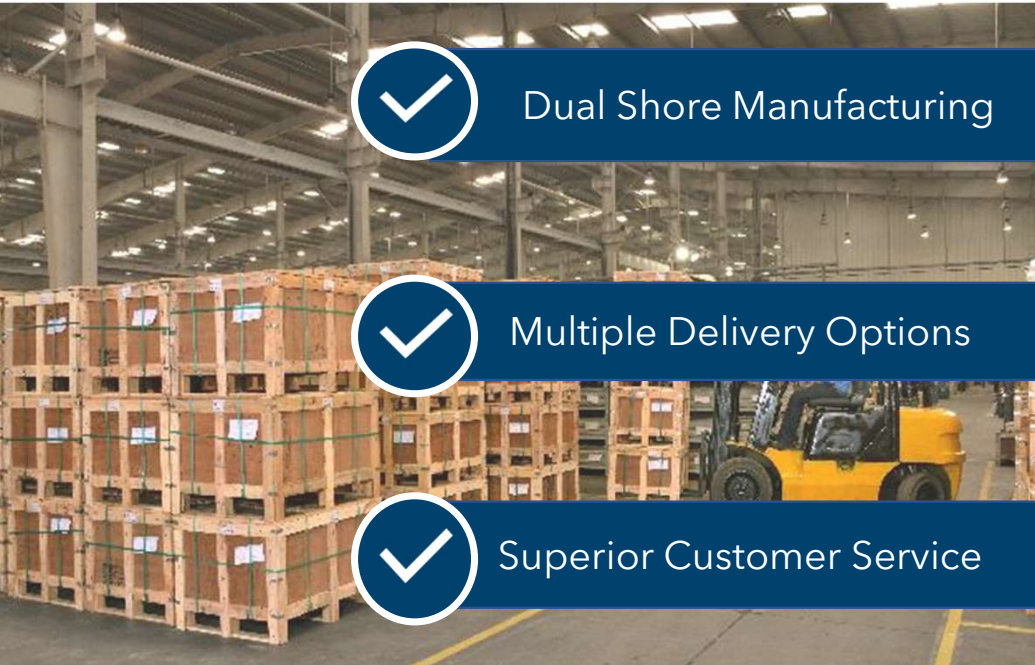 Dual Shore Manufacturing
Multiple Delivery Options
Superior Customer Service